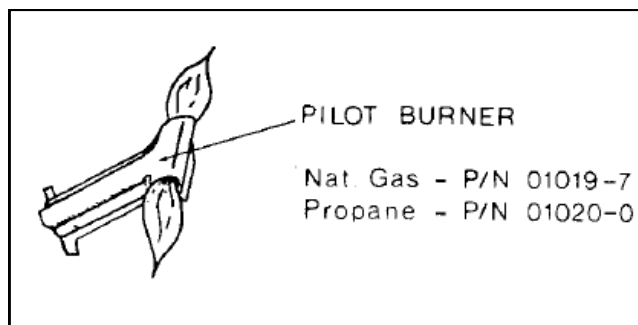 PILOT BURNER
Nat. Gas - P/N 01019-7
Propane - P/N 01020-0